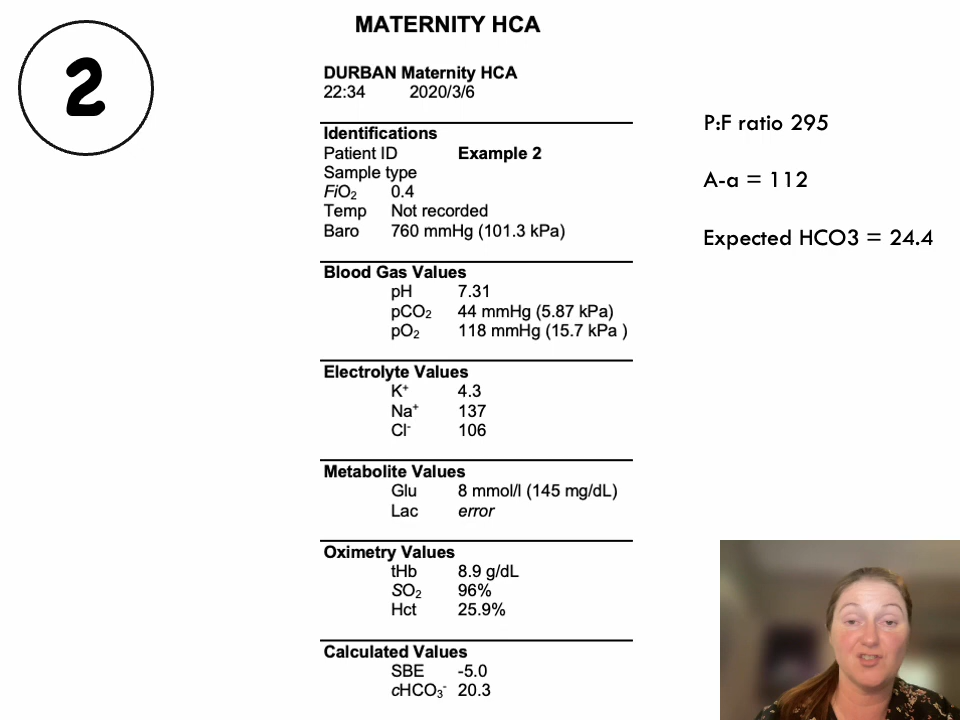 2
MATERNITY HCA
DURBAN Maternity HCA
22:34 2020/3/6
Identifications
Patient ID Example 2
Sample type
FiO₂ 0.4
Temp Not recorded
Baro 760 mmHg (101.3 kPa)
Blood Gas Values
pH 7.31
pCO₂ 44 mmHg (5.87 kPa)
pO₂ 118 mmHg (15.7 kPa )
Electrolyte Values
K⁺ 4.3
Na⁺ 137
Cl⁻ 106
Metabolite Values
Glu 8 mmol/l (145 mg/dL)
Lac error
Oximetry Values
tHb 8.9 g/dL
SO₂ 96%
Hct 25.9%
Calculated Values
SBE -5.0
cHCO₃⁻ 20.3
P:F ratio 295
A-a = 112
Expected HCO3 = 24.4